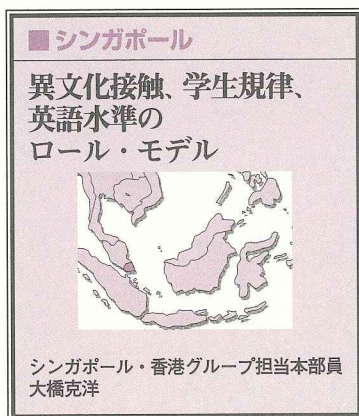 ■シンガポール
異文化接触、学生規律、
英語水準の
ロール・モデル
シンガポール・香港グループ担当本部員
大橋克洋